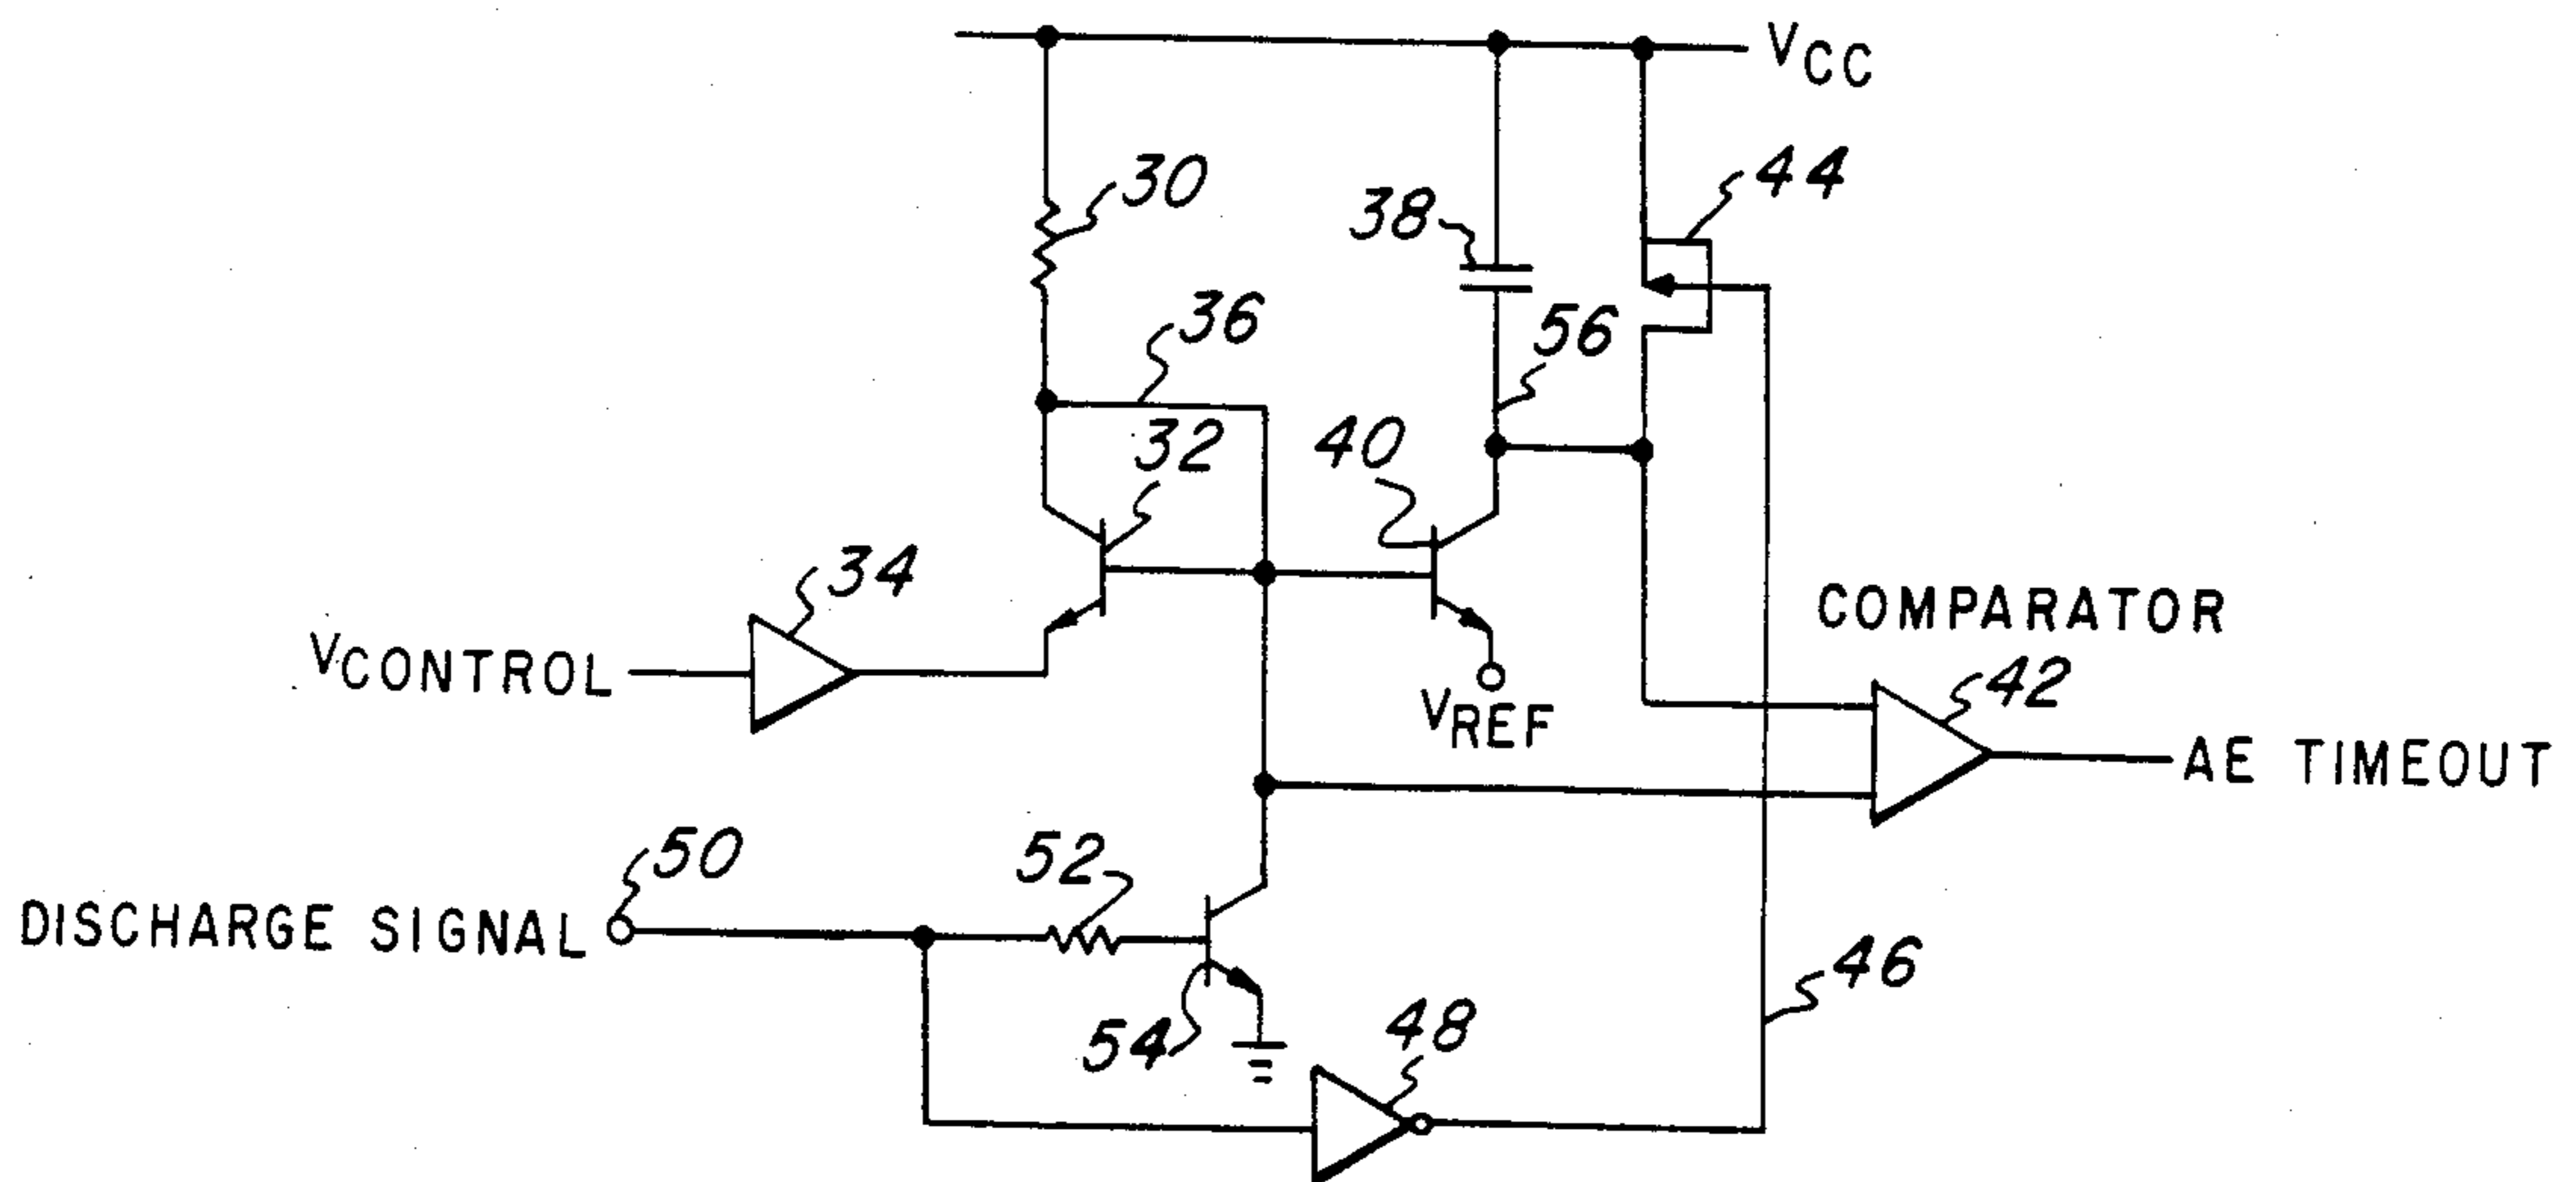 VCC
30
38
44
36
56
32
40
34
COMPARATOR
VCONTROL
42
VREF
AE TIMEOUT
50
52
DISCHARGE SIGNAL
46
54
48